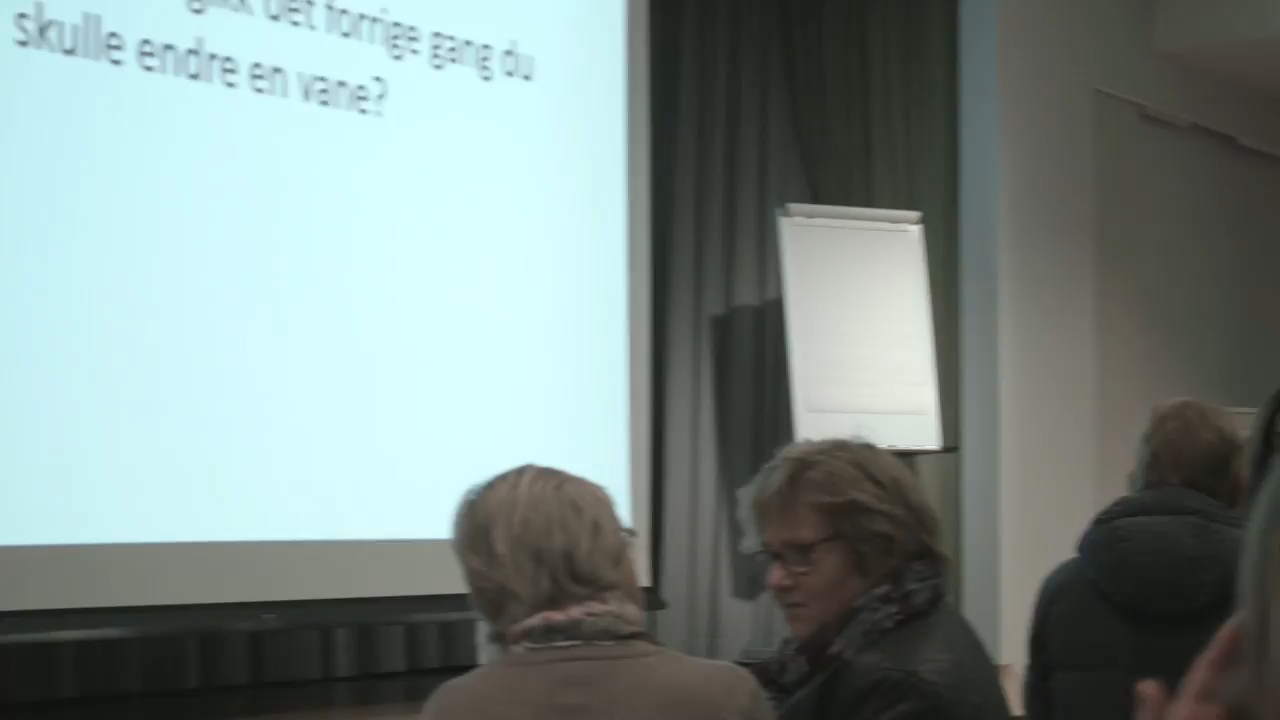 gikk det forrige gang du
skulle endre en vane?